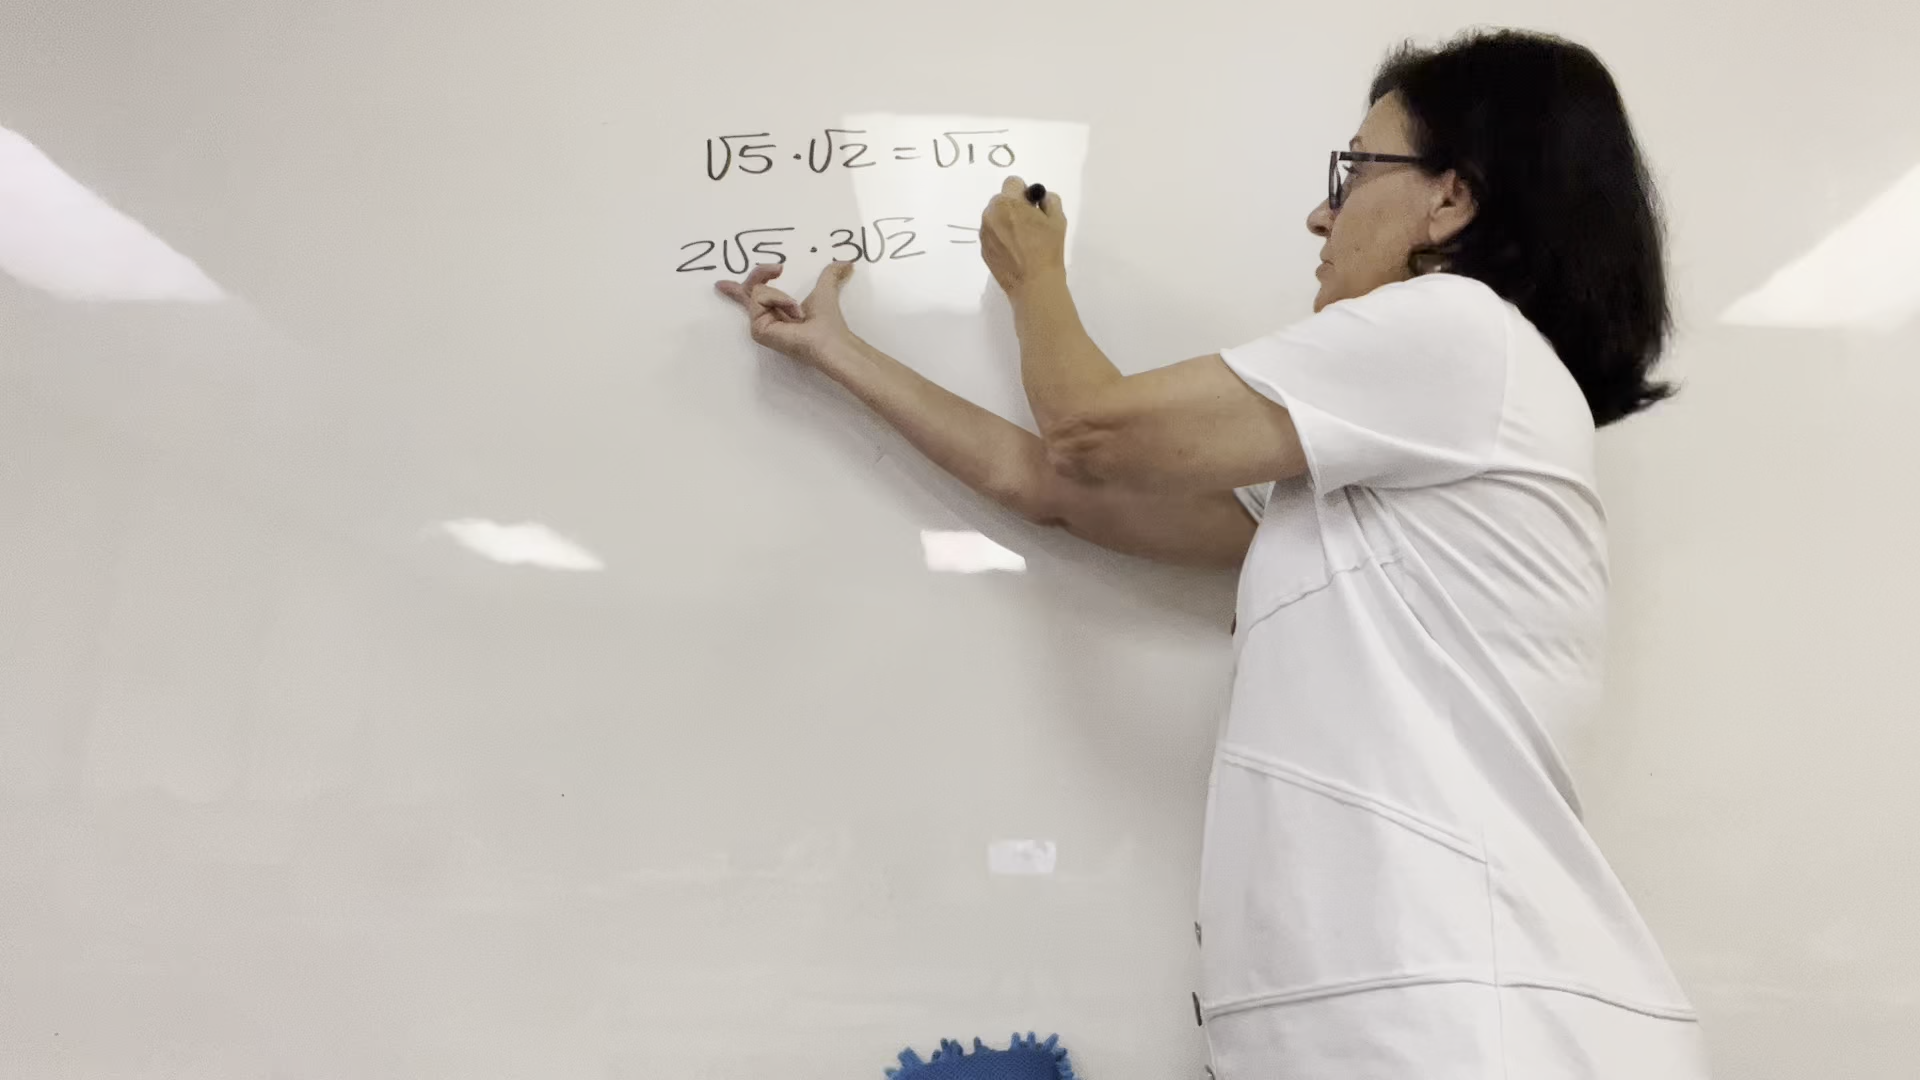 √5 · √2 = √10
2√5 · 3√2 =